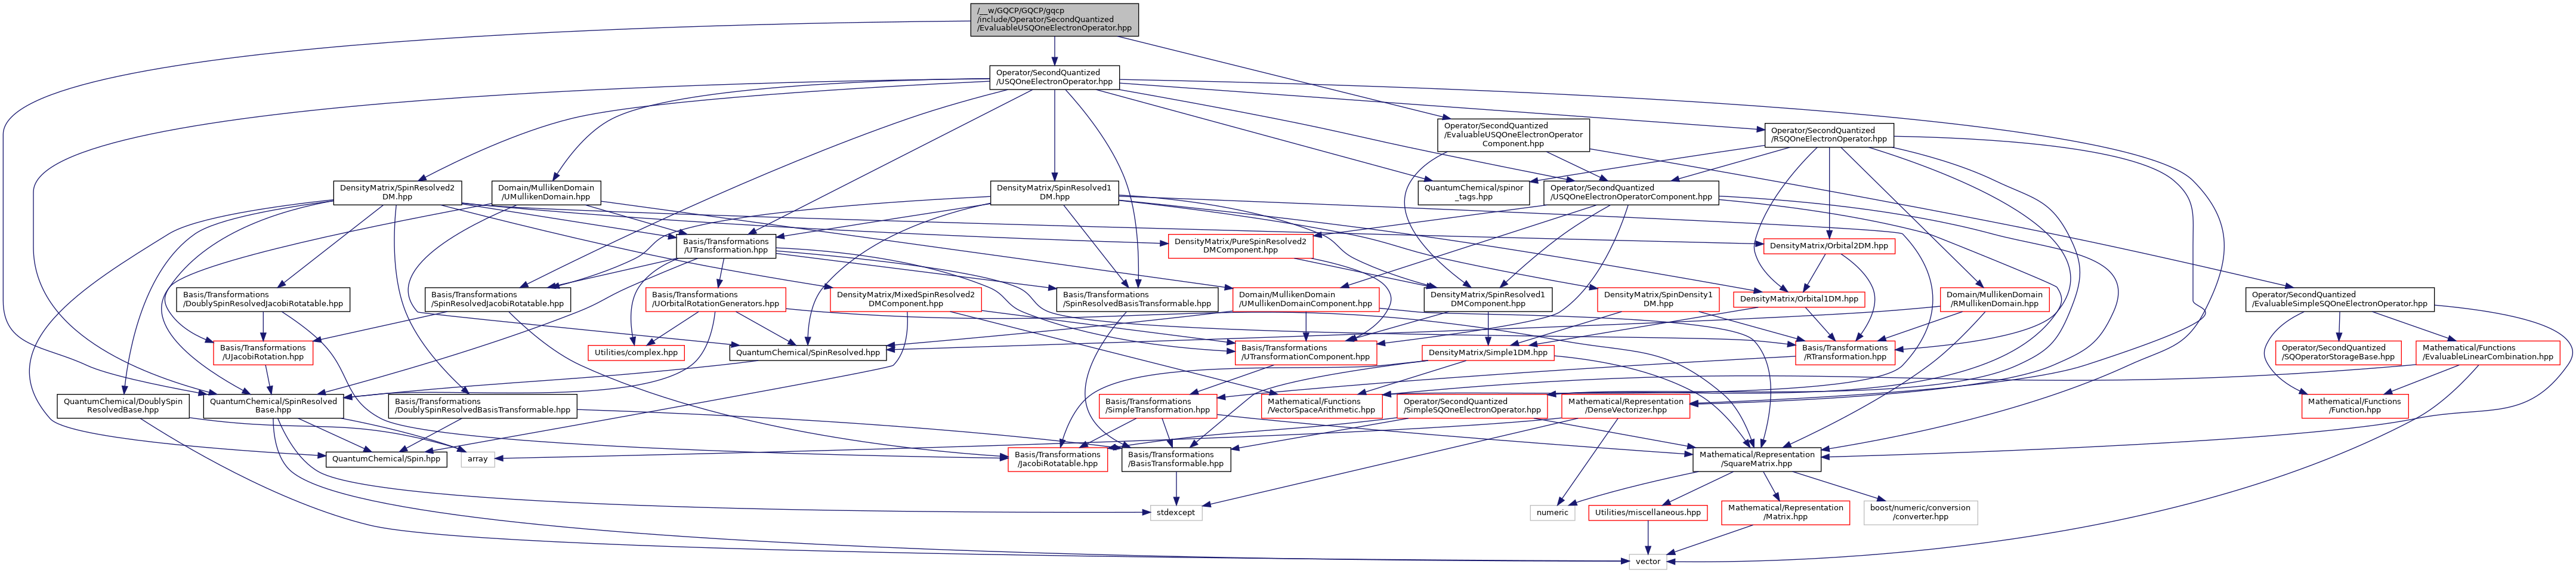 /__w/GQCP/GQCP/gqcp
/include/Operator/SecondQuantized
/EvaluableUSQOneElectronOperator.hpp
Operator/SecondQuantized
/USQOneElectronOperator.hpp
Operator/SecondQuantized
/EvaluableUSQOneElectronOperator
Component.hpp
Operator/SecondQuantized
/RSQOneElectronOperator.hpp
DensityMatrix/SpinResolved2
DM.hpp
Domain/MullikenDomain
/UMullikenDomain.hpp
DensityMatrix/SpinResolved1
DM.hpp
QuantumChemical/spinor
_tags.hpp
Operator/SecondQuantized
/USQOneElectronOperatorComponent.hpp
Basis/Transformations
/UTransformation.hpp
DensityMatrix/PureSpinResolved2
DMComponent.hpp
DensityMatrix/Orbital2DM.hpp
Basis/Transformations
/DoublySpinResolvedJacobiRotatable.hpp
Basis/Transformations
/SpinResolvedJacobiRotatable.hpp
Basis/Transformations
/UOrbitalRotationGenerators.hpp
DensityMatrix/MixedSpinResolved2
DMComponent.hpp
Basis/Transformations
/SpinResolvedBasisTransformable.hpp
Domain/MullikenDomain
/UMullikenDomainComponent.hpp
DensityMatrix/SpinResolved1
DMComponent.hpp
DensityMatrix/SpinDensity1
DM.hpp
DensityMatrix/Orbital1DM.hpp
Domain/MullikenDomain
/RMullikenDomain.hpp
Operator/SecondQuantized
/EvaluableSimpleSQOneElectronOperator.hpp
Basis/Transformations
/UJacobiRotation.hpp
Utilities/complex.hpp
QuantumChemical/SpinResolved.hpp
Basis/Transformations
/UTransformationComponent.hpp
DensityMatrix/Simple1DM.hpp
Basis/Transformations
/RTransformation.hpp
Operator/SecondQuantized
/SQOperatorStorageBase.hpp
Mathematical/Functions
/EvaluableLinearCombination.hpp
QuantumChemical/DoublySpin
ResolvedBase.hpp
QuantumChemical/SpinResolved
Base.hpp
Basis/Transformations
/DoublySpinResolvedBasisTransformable.hpp
Basis/Transformations
/SimpleTransformation.hpp
Mathematical/Functions
/VectorSpaceArithmetic.hpp
Operator/SecondQuantized
/SimpleSQOneElectronOperator.hpp
Mathematical/Representation
/DenseVectorizer.hpp
Mathematical/Functions
/Function.hpp
QuantumChemical/Spin.hpp
array
Basis/Transformations
/JacobiRotatable.hpp
Basis/Transformations
/BasisTransformable.hpp
Mathematical/Representation
/SquareMatrix.hpp
stdexcept
numeric
Utilities/miscellaneous.hpp
Mathematical/Representation
/Matrix.hpp
boost/numeric/conversion
/converter.hpp
vector